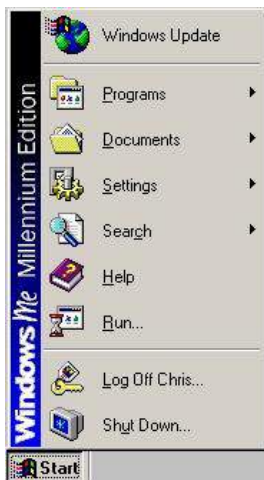 Windows Me Millennium Edition
Windows Update
Programs
Documents
Settings
Search
Help
Run...
Log Off Chris...
Shut Down...
Start